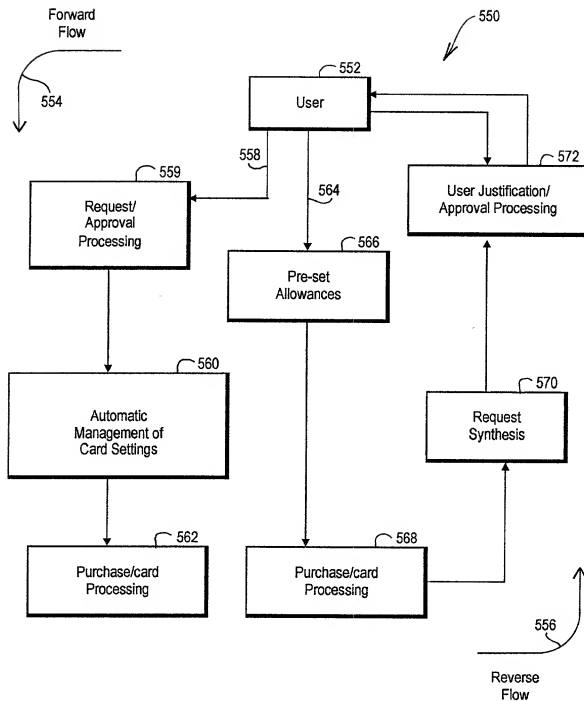 Forward
Flow
554
550
552
User
558
559
Request/
Approval
Processing
564
572
User Justification/
Approval Processing
566
Pre-set
Allowances
560
Automatic
Management of
Card Settings
570
Request
Synthesis
562
Purchase/card
Processing
568
Purchase/card
Processing
556
Reverse
Flow